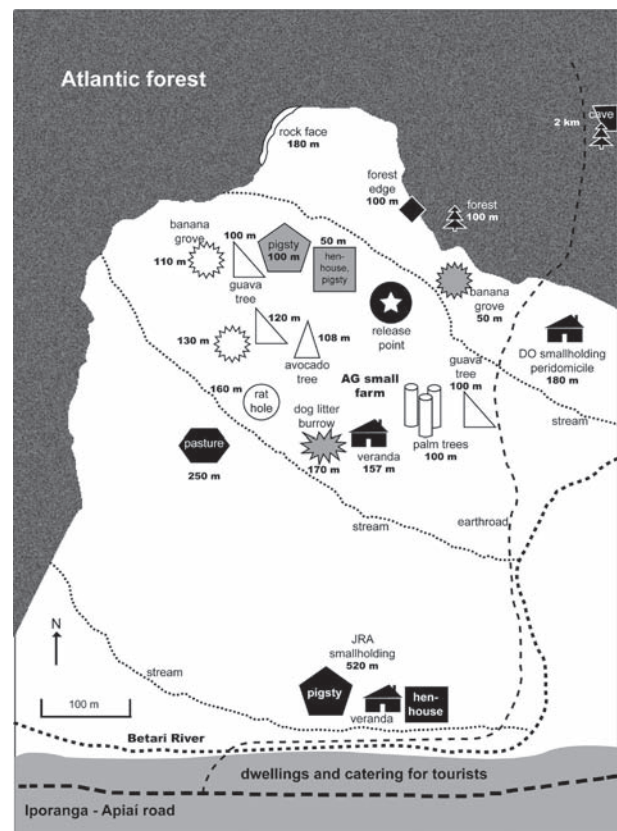 Atlantic forest
cave
2 km
rock face
180 m
forest
edge
100 m
forest
100 m
banana
grove
110 m
100 m
guava
tree
pigsty
100 m
50 m
hen-
house,
pigsty
banana
grove
50 m
release
point
120 m
130 m
108 m
avocado
tree
DO smallholding
peridomicile
180 m
guava
tree
100 m
AG small
farm
160 m
rat
hole
dog litter
burrow
170 m
veranda
157 m
palm trees
100 m
stream
pasture
250 m
stream
earthroad
N
100 m
stream
JRA
smallholding
520 m
pigsty
veranda
hen-
house
Betari River
dwellings and catering for tourists
Iporanga - Apiaí road